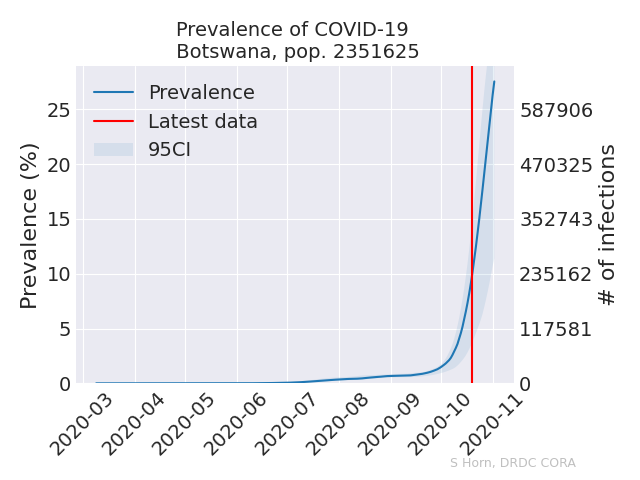 Prevalence of COVID-19
Botswana, pop. 2351625
Prevalence
Latest data
95CI
Prevalence (%)
25
20
15
10
5
0
587906
470325
352743
235162
117581
0
# of infections
2020-03
2020-04
2020-05
2020-06
2020-07
2020-08
2020-09
2020-10
2020-11
S Horn, DRDC CORA